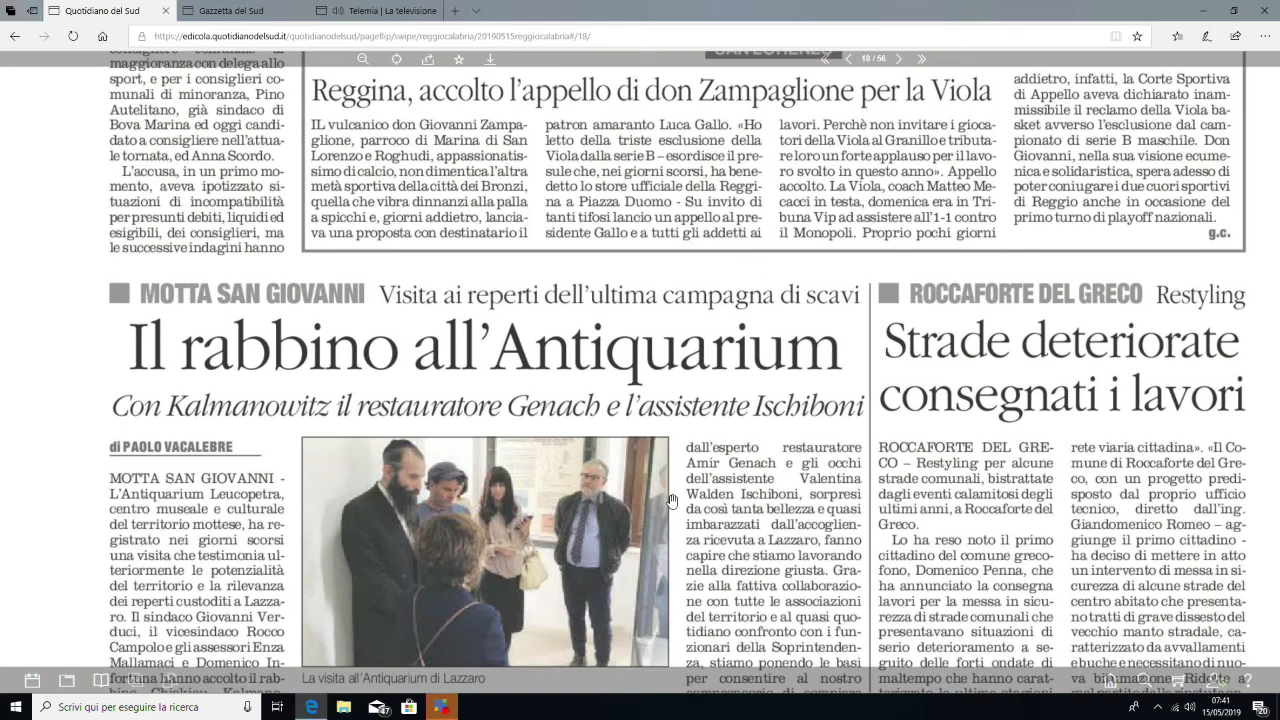 Quotidiano del Sud
Gazzetta del Sud
Telemia | La televisione
https://edicola.quotidianodelsud.it/quotidianodelsud/pageflip/swipe/reggiocalabria/20190515reggiocalabria#/18/
18 / 56
maggioranza con delega allo
sport, e per i consiglieri co-
munali di minoranza, Pino
Autelitano, già sindaco di
Bova Marina ed oggi candi-
dato a consigliere nell'attua-
le tornata, ed Anna Scordo.
L'accusa, in un primo mo-
mento, aveva ipotizzato si-
tuazioni di incompatibilità
per presunti debiti, liquidi ed
esigibili, dei consiglieri, ma
le successive indagini hanno
SAN LORENZO
Reggina, accolto l'appello di don Zampaglione per la Viola
IL vulcanico don Giovanni Zampa-
glione, parroco di Marina di San
Lorenzo e Roghudi, appassionatis-
simo di calcio, non dimentica l'altra
metà sportiva della città dei Bronzi,
quella che vibra dinnanzi alla palla
a spicchi e, giorni addietro, lancia-
va una proposta con destinatario il
patron amaranto Luca Gallo. «Ho
letto della triste esclusione della
Viola dalla serie B – esordisce il pre-
sule che, nei giorni scorsi, ha bene-
detto lo store ufficiale della Reggi-
na a Piazza Duomo - Su invito di
tanti tifosi lancio un appello al pre-
sidente Gallo e a tutti gli addetti ai
lavori. Perchè non invitare i gioca-
tori della Viola al Granillo e tributa-
re loro un forte applauso per il lavo-
ro svolto in questo anno». Appello
accolto. La Viola, coach Matteo Me-
cacci in testa, domenica era in Tri-
buna Vip ad assistere all'1-1 contro
il Monopoli. Proprio pochi giorni
addietro, infatti, la Corte Sportiva
di Appello aveva dichiarato inam-
missibile il reclamo della Viola ba-
sket avverso l'esclusione dal cam-
pionato di serie B maschile. Don
Giovanni, nella sua visione ecume-
nica e solidaristica, spera adesso di
poter coniugare i due cuori sportivi
di Reggio anche in occasione del
primo turno di playoff nazionali.
g.c.
MOTTA SAN GIOVANNI Visita ai reperti dell'ultima campagna di scavi
Il rabbino all'Antiquarium
Con Kalmanowitz il restauratore Genach e l'assistente Ischiboni
di PAOLO VACALEBRE
MOTTA SAN GIOVANNI -
L'Antiquarium Leucopetra,
centro museale e culturale
del territorio mottese, ha re-
gistrato nei giorni scorsi
una visita che testimonia ul-
teriormente le potenzialità
del territorio e la rilevanza
dei reperti custoditi a Lazza-
ro. Il sindaco Giovanni Ver-
duci, il vicesindaco Rocco
Campolo e gli assessori Enza
Mallamaci e Domenico In-
fortuna hanno accolto il rab-
La visita all'Antiquarium di Lazzaro
dall'esperto restauratore
Amir Genach e gli occhi
dell'assistente Valentina
Walden Ischiboni, sorpresi
da così tanta bellezza e quasi
imbarazzati dall'accoglien-
za ricevuta a Lazzaro, fanno
capire che stiamo lavorando
nella direzione giusta. Gra-
zie alla fattiva collaborazio-
ne con tutte le associazioni
del territorio e al quasi quo-
tidiano confronto con i fun-
zionari della Soprintenden-
za, stiamo ponendo le basi
per consentire al nostro
ROCCAFORTE DEL GRECO Restyling
Strade deteriorate
consegnati i lavori
ROCCAFORTE DEL GRE-
CO – Restyling per alcune
strade comunali, bistrattate
dagli eventi calamitosi degli
ultimi anni, a Roccaforte del
Greco.
Lo ha reso noto il primo
cittadino del comune greco-
fono, Domenico Penna, che
ha annunciato la consegna
lavori per la messa in sicu-
rezza di strade comunali che
presentavano situazioni di
serio deterioramento a se-
guito delle forti ondate di
maltempo che hanno carat-
rete viaria cittadina». «Il Co-
mune di Roccaforte del Gre-
co, con un progetto predi-
sposto dal proprio ufficio
tecnico, diretto dall'ing.
Giandomenico Romeo – ag-
giunge il primo cittadino -
ha deciso di mettere in atto
un intervento di messa in si-
curezza di alcune strade del
centro abitato che presenta-
no tratti di grave dissesto del
vecchio manto stradale, ca-
ratterizzato da avvallamenti
e buche e necessitano di nuo-
va bitumazione. Ridotte a
Scrivi qui per eseguire la ricerca
47
07:41
15/05/2019
20